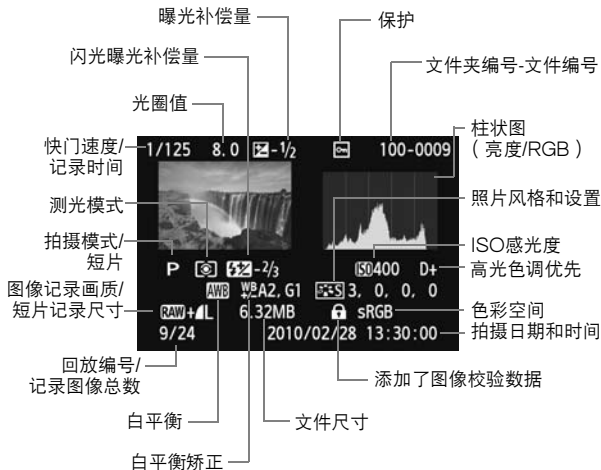 曝光补偿量
保护
闪光曝光补偿量
文件夹编号-文件编号
光圈值
柱状图
( 亮度/RGB )
快门速度/
记录时间
1/125 8.0 -1/2 100-0009
测光模式
照片风格和设置
拍摄模式/
短片
ISO感光度
P -2/3 ISO400 D+
高光色调优先
图像记录画质/
短片记录尺寸
AWB WB+/-A2, G1 S3, 0, 0, 0
RAW+L 6.32MB sRGB
色彩空间
9/24 2010/02/28 13:30:00
拍摄日期和时间
回放编号/
记录图像总数
添加了图像校验数据
白平衡
文件尺寸
白平衡矫正